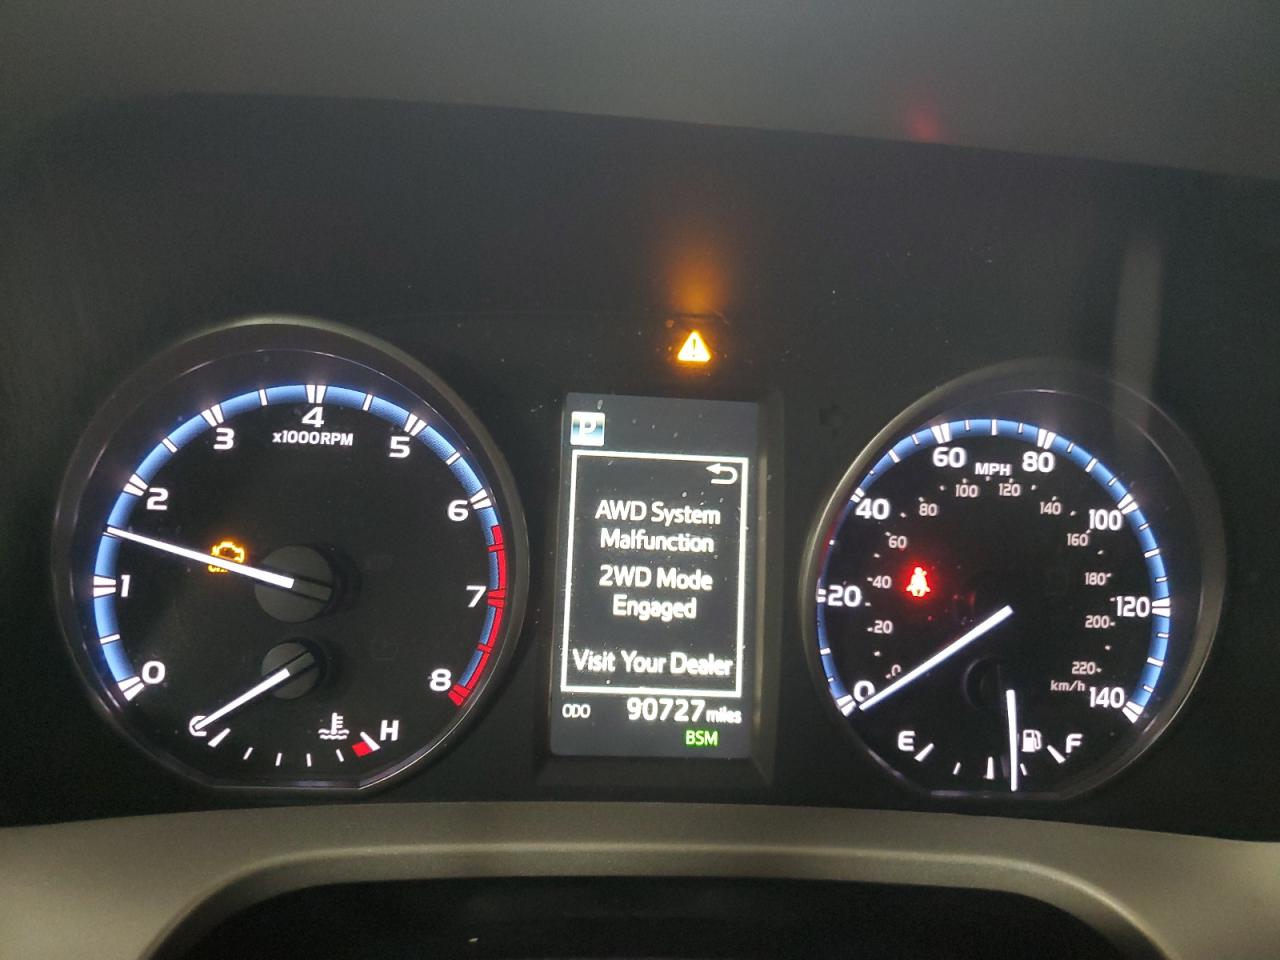 0
1
2
3
4
5
6
7
8
x1000RPM
C
H
P
AWD System
Malfunction
2WD Mode
Engaged
Visit Your Dealer
ODO 90727 miles
BSM
0
20
40
60
80
100
120
140
MPH
0
20
40
60
80
100
120
140
160
180
200
220
km/h
E
F